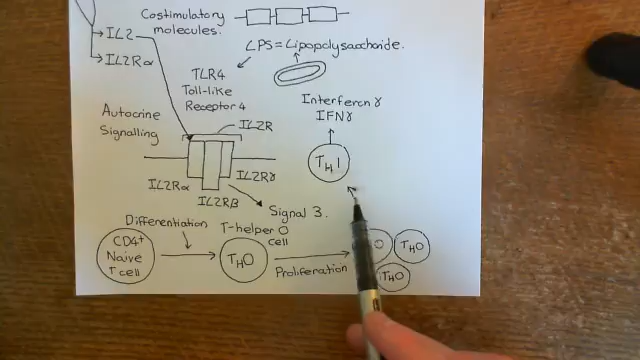 Costimulatory
molecules:
IL2
IL2Rα
LPS = Lipopolysaccharide.
TLR4
Toll-like
Receptor 4
Interferon γ
IFNγ
Autocrine
Signalling
IL2R
TH1
IL2Rα
IL2Rγ
IL2Rβ
Signal 3.
Differentiation
T-helper 0
cell
CD4+
Naive
T cell
TH0
Proliferation
0
TH0
TH0